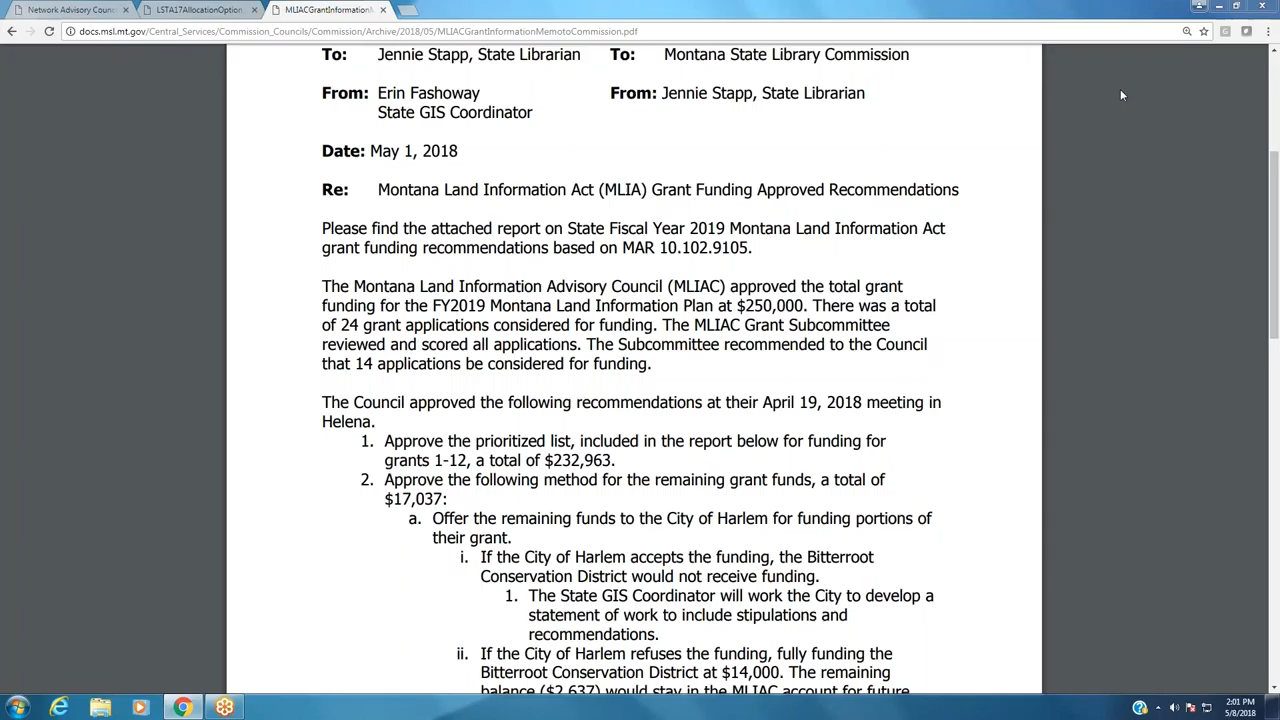 Network Advisory Counc
LSTA17AllocationOption
MLIACGrantInformationM
docs.msl.mt.gov/Central_Services/Commission_Councils/Commission/Archive/2018/05/MLIACGrantInformationMemotoCommission.pdf
To: Jennie Stapp, State Librarian To: Montana State Library Commission
From: Erin Fashoway From: Jennie Stapp, State Librarian
State GIS Coordinator
Date: May 1, 2018
Re: Montana Land Information Act (MLIA) Grant Funding Approved Recommendations
Please find the attached report on State Fiscal Year 2019 Montana Land Information Act
grant funding recommendations based on MAR 10.102.9105.
The Montana Land Information Advisory Council (MLIAC) approved the total grant
funding for the FY2019 Montana Land Information Plan at $250,000. There was a total
of 24 grant applications considered for funding. The MLIAC Grant Subcommittee
reviewed and scored all applications. The Subcommittee recommended to the Council
that 14 applications be considered for funding.
The Council approved the following recommendations at their April 19, 2018 meeting in
Helena.
1. Approve the prioritized list, included in the report below for funding for
grants 1-12, a total of $232,963.
2. Approve the following method for the remaining grant funds, a total of
$17,037:
a. Offer the remaining funds to the City of Harlem for funding portions of
their grant.
i. If the City of Harlem accepts the funding, the Bitterroot
Conservation District would not receive funding.
1. The State GIS Coordinator will work the City to develop a
statement of work to include stipulations and
recommendations.
ii. If the City of Harlem refuses the funding, fully funding the
Bitterroot Conservation District at $14,000. The remaining
balance ($2,637) would stay in the MLIAC account for future
2:01 PM
5/8/2018